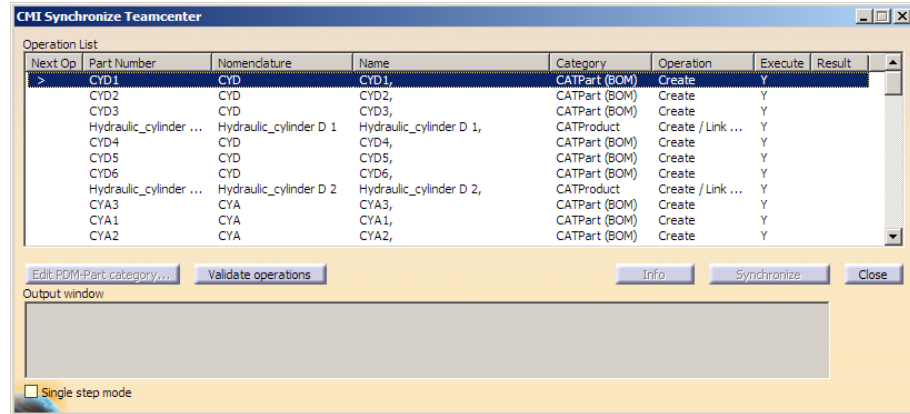 CMI Synchronize Teamcenter
Operation List
Next Op Part Number Nomenclature Name Category Operation Execute Result
> CYD1 CYD CYD1, CATPart (BOM) Create Y
CYD2 CYD CYD2, CATPart (BOM) Create Y
CYD3 CYD CYD3, CATPart (BOM) Create Y
Hydraulic_cylinder ... Hydraulic_cylinder D 1 Hydraulic_cylinder D 1, CATProduct Create / Link ... Y
CYD4 CYD CYD4, CATPart (BOM) Create Y
CYD5 CYD CYD5, CATPart (BOM) Create Y
CYD6 CYD CYD6, CATPart (BOM) Create Y
Hydraulic_cylinder ... Hydraulic_cylinder D 2 Hydraulic_cylinder D 2, CATProduct Create / Link ... Y
CYA3 CYA CYA3, CATPart (BOM) Create Y
CYA1 CYA CYA1, CATPart (BOM) Create Y
CYA2 CYA CYA2, CATPart (BOM) Create Y
Edit PDM-Part category... Validate operations Info Synchronize Close
Output window
Single step mode